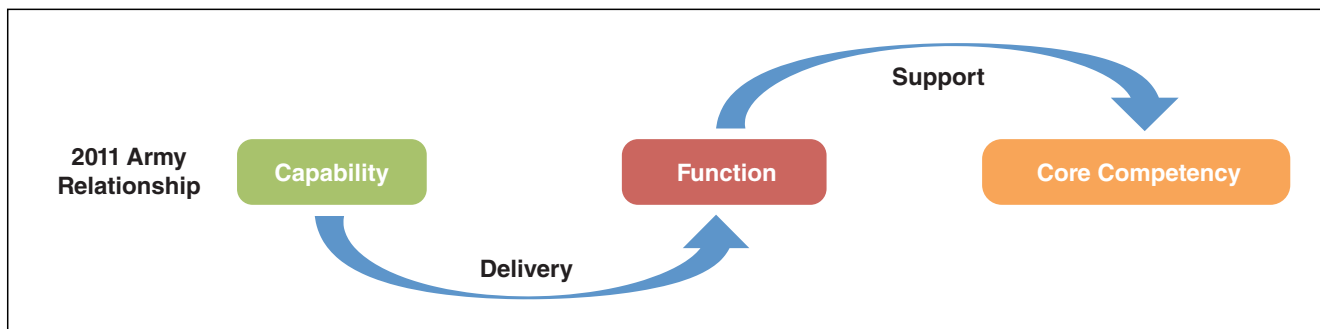 Support
2011 Army
Relationship
Capability
Function
Core Competency
Delivery